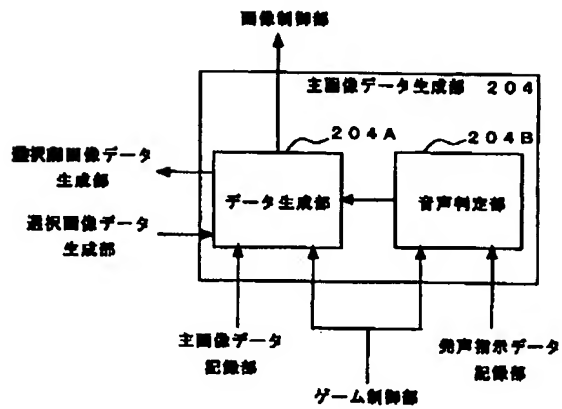 画像制御部
主画像データ生成部 204
204A
204B
選択副画像データ
生成部
データ生成部
音声判定部
選択画像データ
生成部
主画像データ
記録部
発声指示データ
記録部
ゲーム制御部